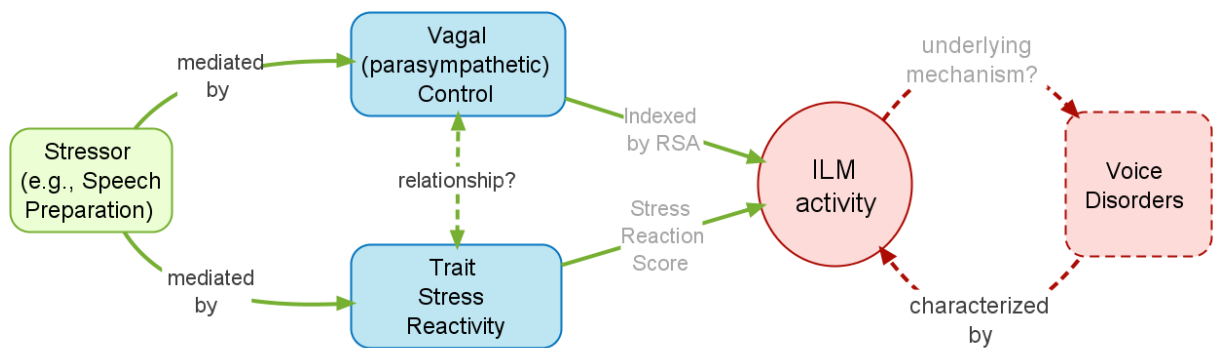 mediated
by
Stressor
(e.g., Speech
Preparation)
mediated
by
Vagal
(parasympathetic)
Control
relationship?
Trait
Stress
Reactivity
Indexed
by RSA
Stress
Reaction
Score
ILM
activity
underlying
mechanism?
Voice
Disorders
characterized
by